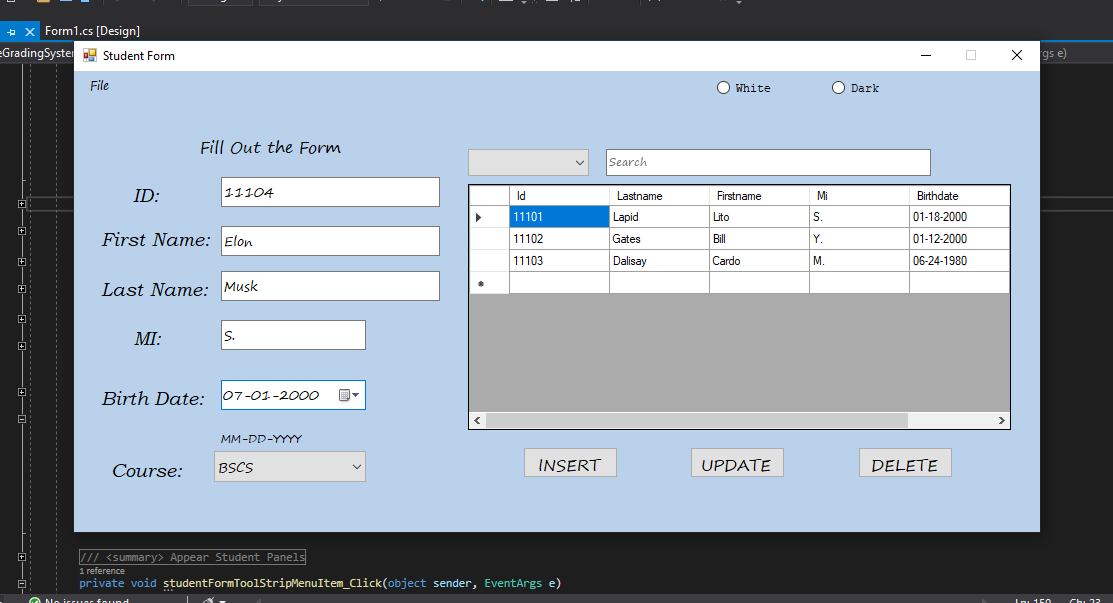 Form1.cs [Design]
Student Form
File
White
Dark
Fill Out the Form
Search
ID: 11104
First Name: Elon
Last Name: Musk
MI: S.
Birth Date: 07-01-2000
MM-DD-YYYY
Course: BSCS
Id Lastname Firstname Mi Birthdate
11101 Lapid Lito S. 01-18-2000
11102 Gates Bill Y. 01-12-2000
11103 Dalisay Cardo M. 06-24-1980
INSERT UPDATE DELETE
/// <summary> Appear Student Panels
1 reference
private void studentFormToolStripMenuItem_Click(object sender, EventArgs e)
No issues found
Ln: 150 Ch: 23